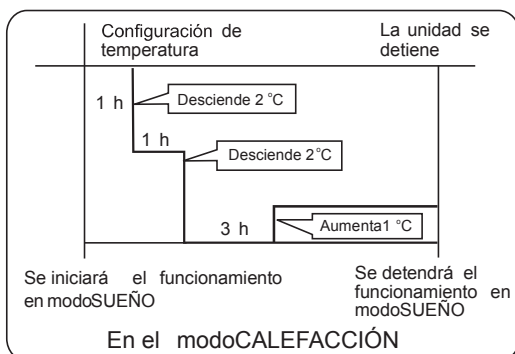 Configuración de
temperatura
La unidad se
detiene
1 h
Desciende 2 °C
1 h
Desciende 2°C
3 h
Aumenta1 °C
Se iniciará el funcionamiento
en modoSUEÑO
Se detendrá el
funcionamiento en
modoSUEÑO
En el modoCALEFACCIÓN